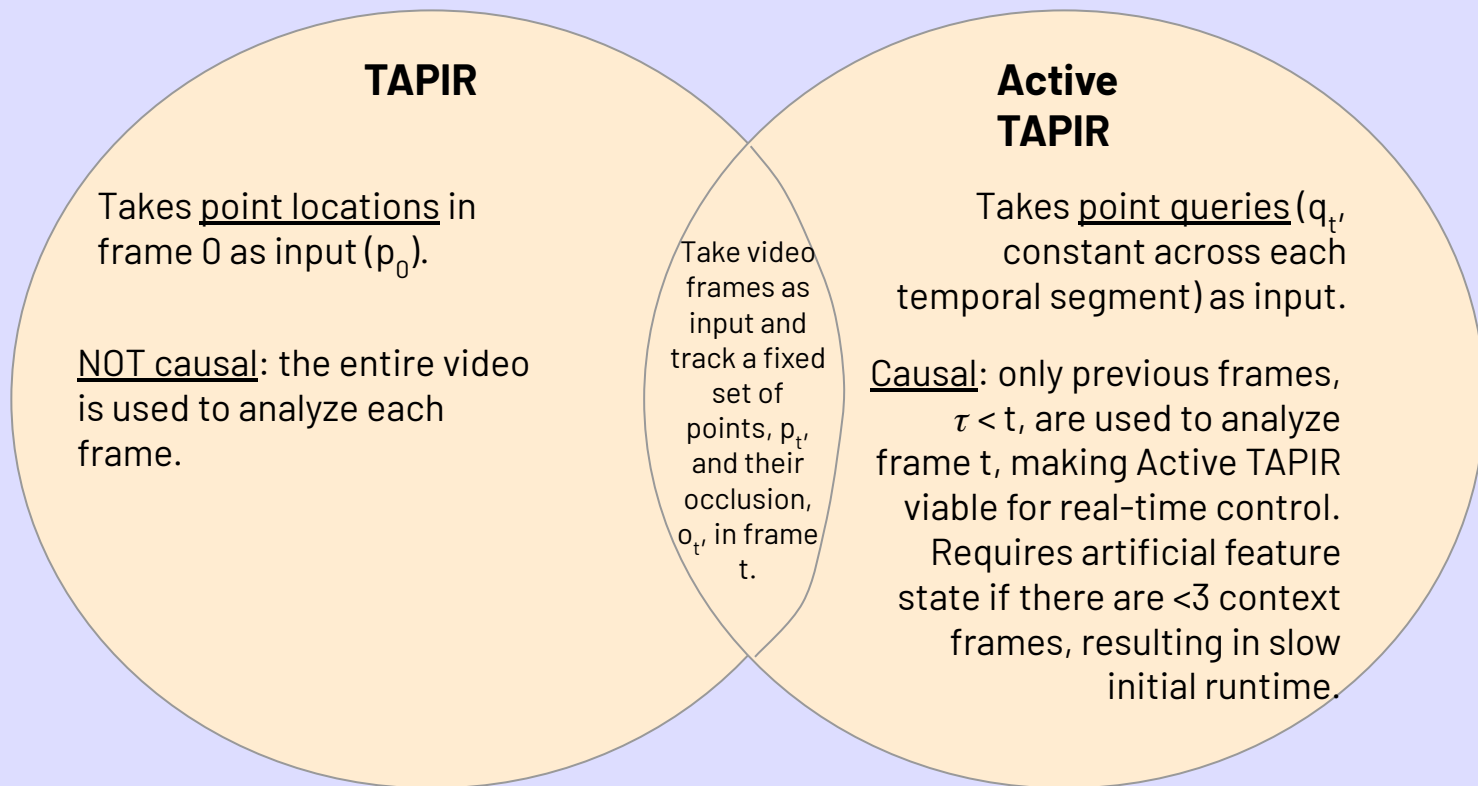 TAPIR
Takes point locations in
frame 0 as input (p₀).
NOT causal: the entire video
is used to analyze each
frame.
Take video
frames as
input and
track a fixed
set of
points, pₜ,
and their
occlusion,
oₜ, in frame
t.
Active
TAPIR
Takes point queries (qₜ,
constant across each
temporal segment) as input.
Causal: only previous frames,
𝜏 < t, are used to analyze
frame t, making Active TAPIR
viable for real-time control.
Requires artificial feature
state if there are <3 context
frames, resulting in slow
initial runtime.